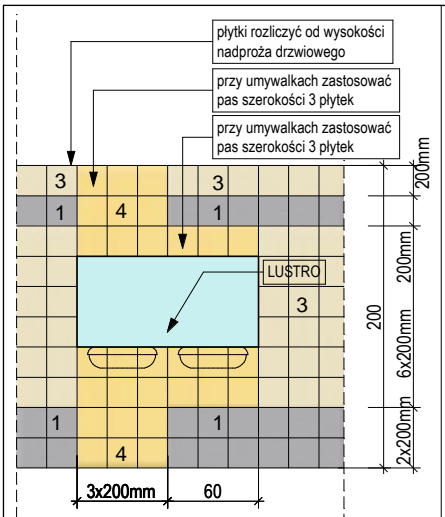 płytki rozliczyć od wysokości
nadproża drzwiowego
przy umywalkach zastosować
pas szerokości 3 płytek
przy umywalkach zastosować
pas szerokości 3 płytek
3
3
200mm
1
4
1
200mm
LUSTRO
3
200
6x200mm
1
1
2x200mm
4
3x200mm
60